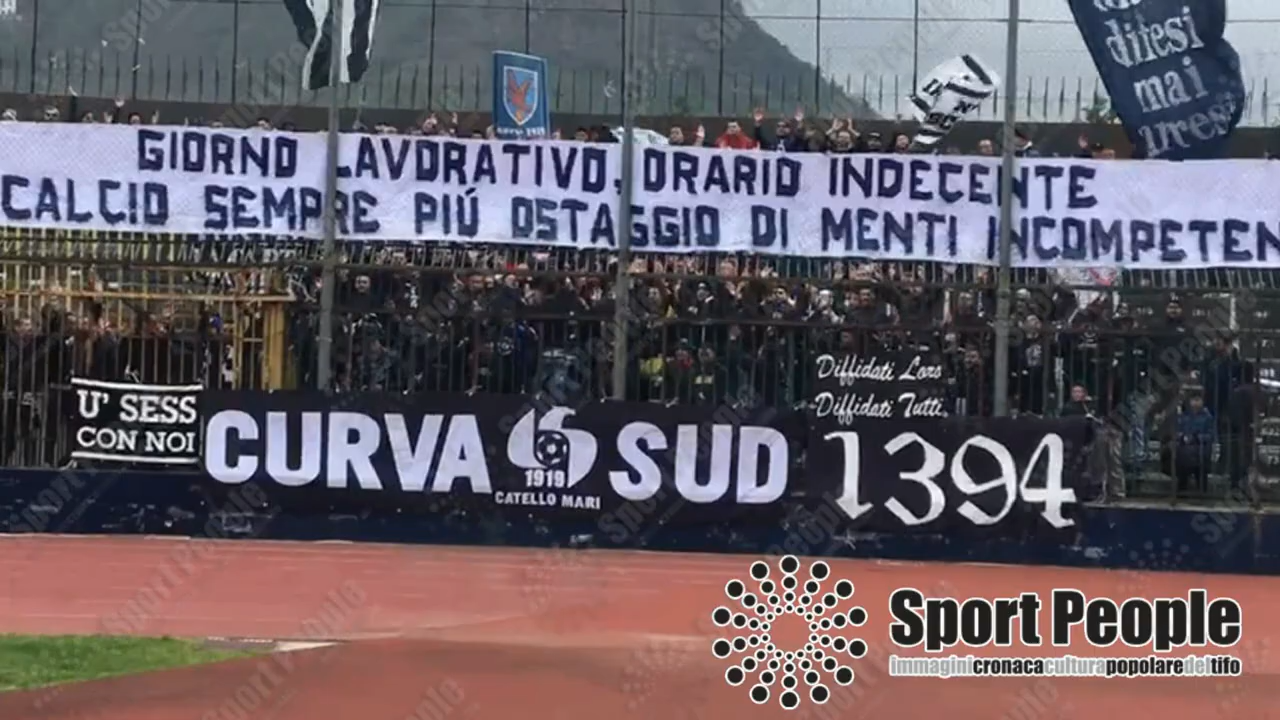 difesi
mai
GIORNO LAVORATIVO, ORARIO INDECENTE
CALCIO SEMPRE PIÚ OSTAGGIO DI MENTI INCOMPETEN
U' SESS
CON NOI
CURVA SUD
1919
CATELLO MARI
Diffidati Loro
Diffidati Tutti
1394
Sport People
immaginicronacaculturapopolaredeltifo